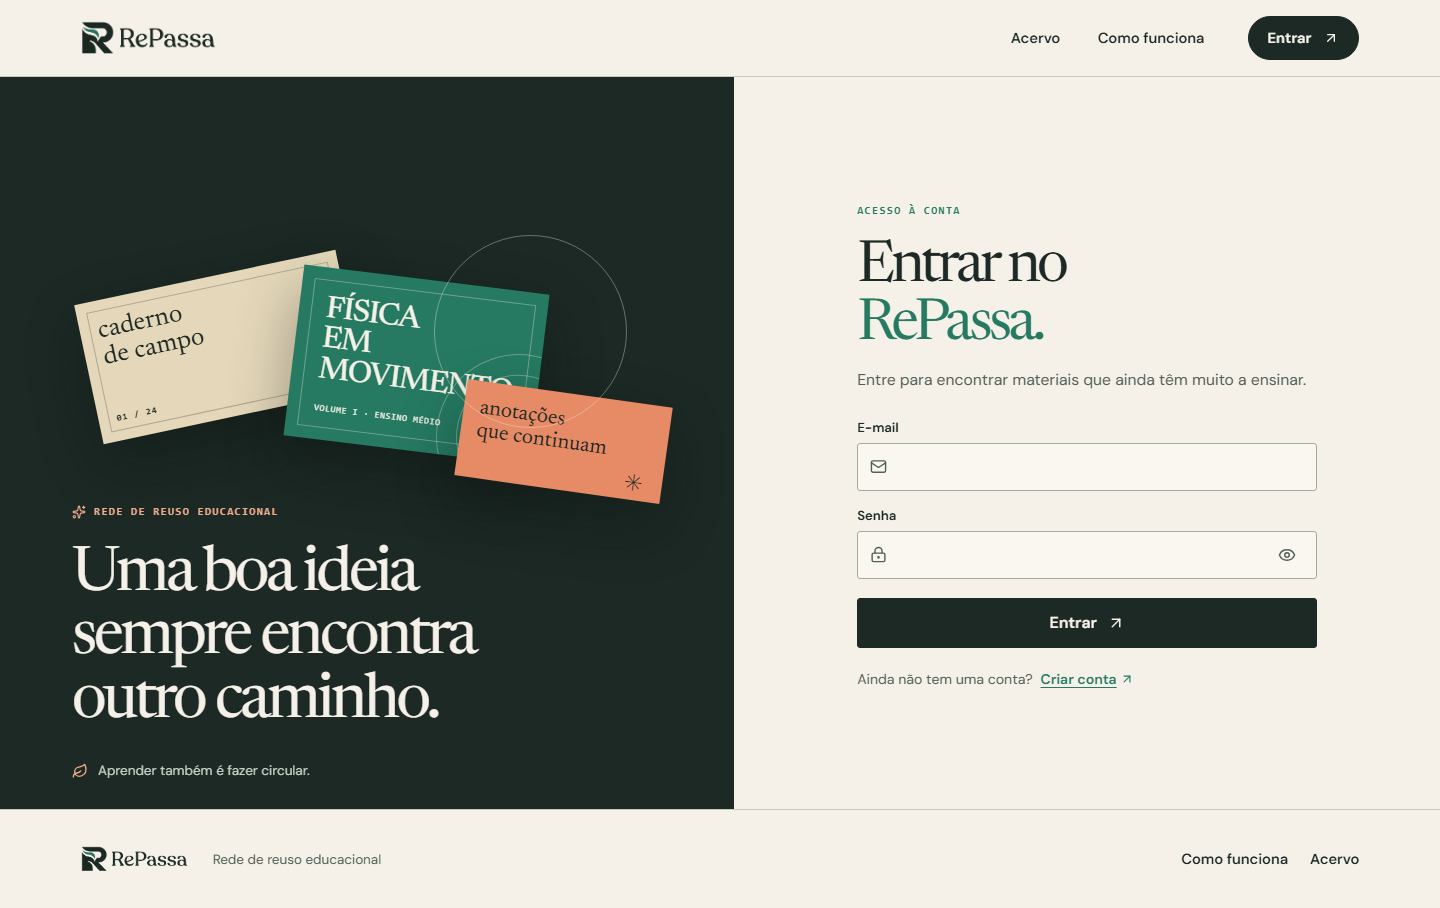 RePassa
Acervo
Como funciona
Entrar
caderno
de campo
01 / 24
FÍSICA
EM
MOVIMENTO
VOLUME I · ENSINO MÉDIO
anotações
que continuam
REDE DE REUSO EDUCACIONAL
Uma boa ideia
sempre encontra
outro caminho.
Aprender também é fazer circular.
ACESSO À CONTA
Entrar no
RePassa.
Entre para encontrar materiais que ainda têm muito a ensinar.
E-mail
Senha
Entrar
Ainda não tem uma conta? Criar conta
RePassa
Rede de reuso educacional
Como funciona
Acervo